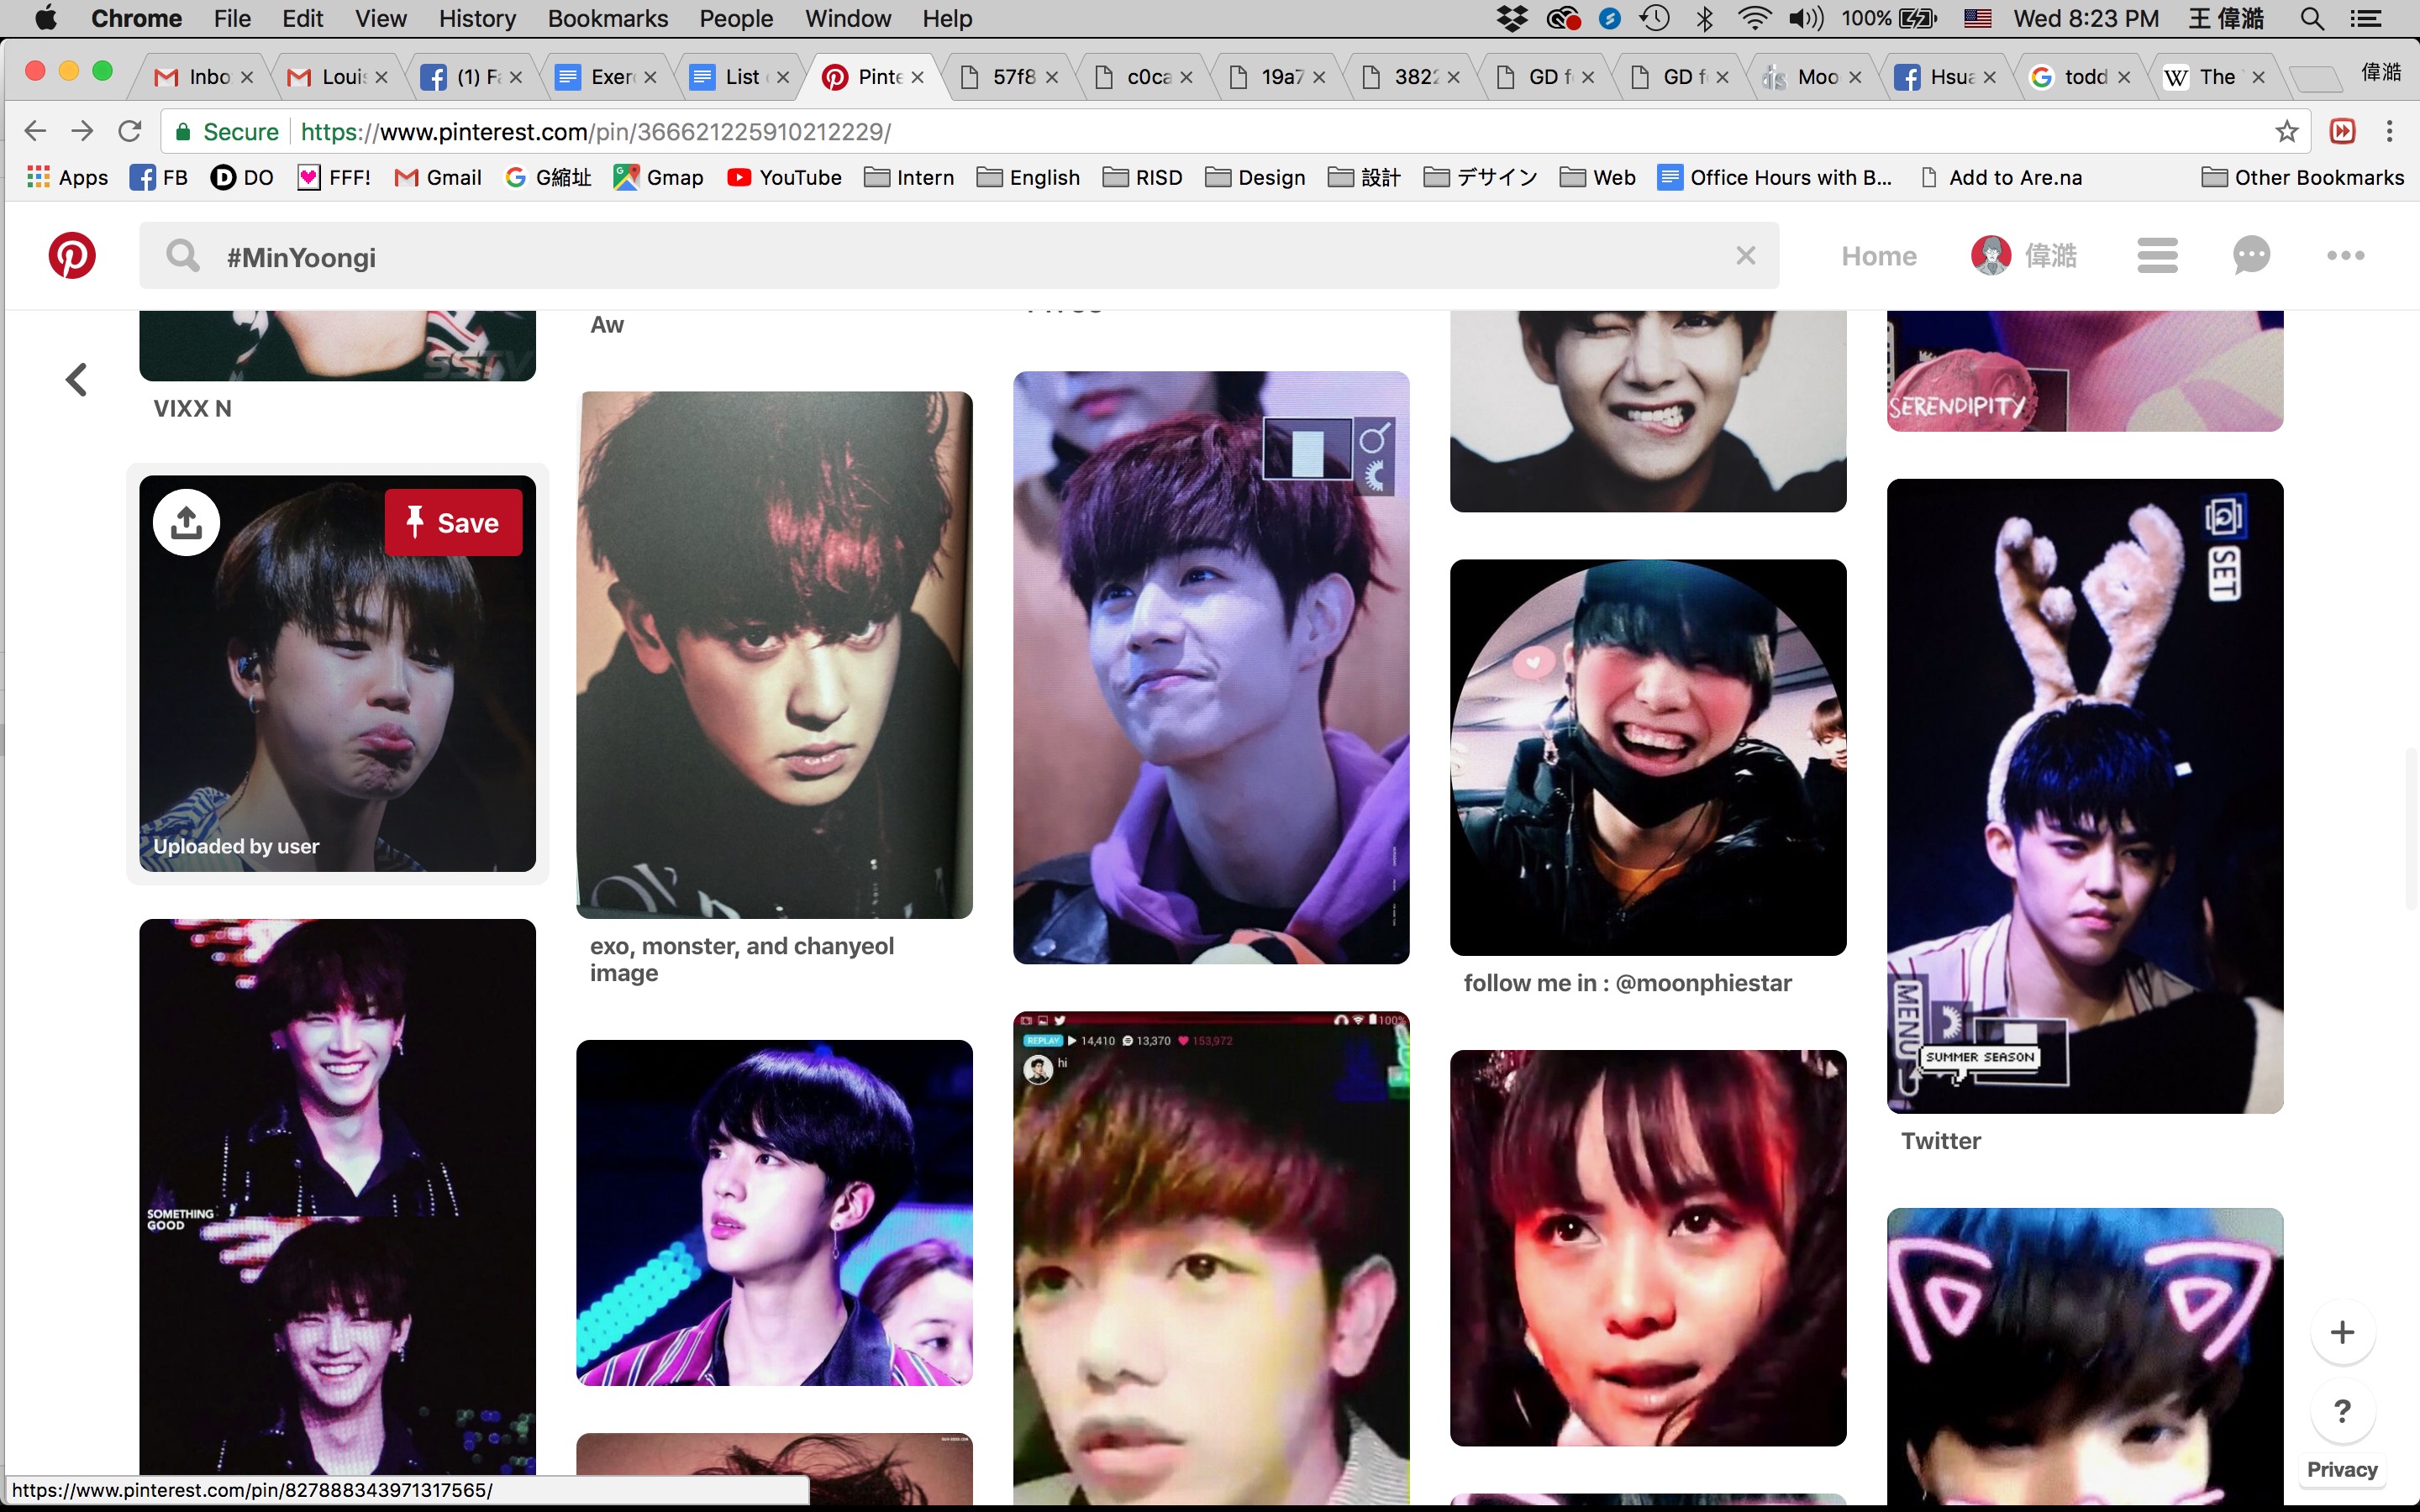 Chrome File Edit View History Bookmarks People Window Help 100% Wed 8:23 PM 王 偉澔
Inbo Louis (1) Fa Exer List Pinte 57f8 c0ca 19a7 3822 GD f GD f Moo Hsua todd The 偉澔
Secure https://www.pinterest.com/pin/366621225910212229/
Apps FB DO FFF! Gmail G縮址 Gmap YouTube Intern English RISD Design 設計 デサイン Web Office Hours with B... Add to Are.na Other Bookmarks
#MinYoongi Home 偉澔
SSTV
VIXX N
Save
Uploaded by user
SOMETHING
GOOD
Aw
exo, monster, and chanyeol
image
REPLAY 14,410 13,370 153,972
100%
hi
follow me in : @moonphiestar
SERENDIPITY
SET
MENU
SUMMER SEASON
Twitter
+
?
Privacy
https://www.pinterest.com/pin/827888343971317565/